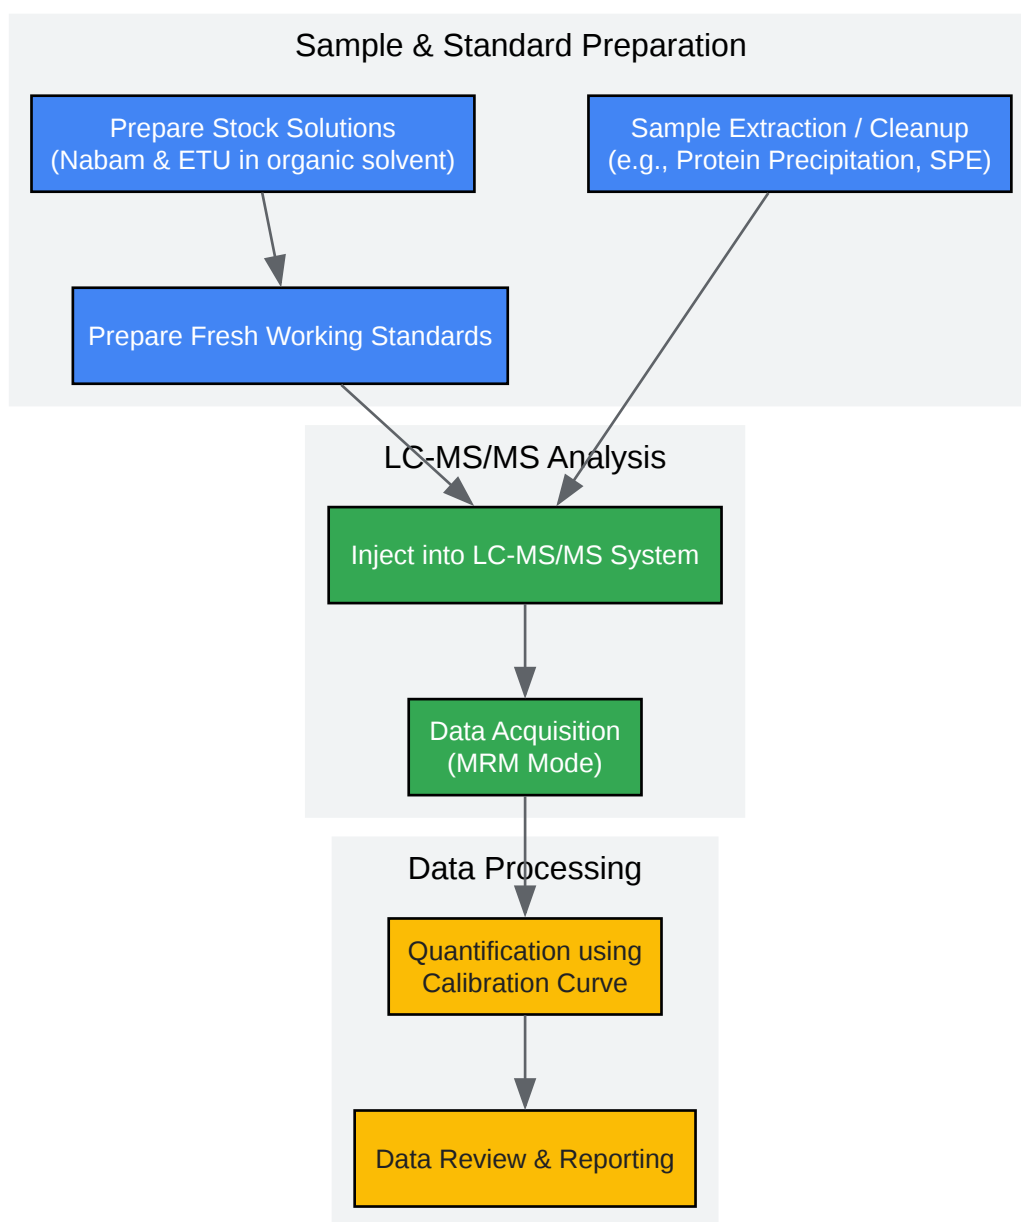 Sample & Standard Preparation
Prepare Stock Solutions
(Nabam & ETU in organic solvent)
Sample Extraction / Cleanup
(e.g., Protein Precipitation, SPE)
Prepare Fresh Working Standards
LC-MS/MS Analysis
Inject into LC-MS/MS System
Data Acquisition
(MRM Mode)
Data Processing
Quantification using
Calibration Curve
Data Review & Reporting